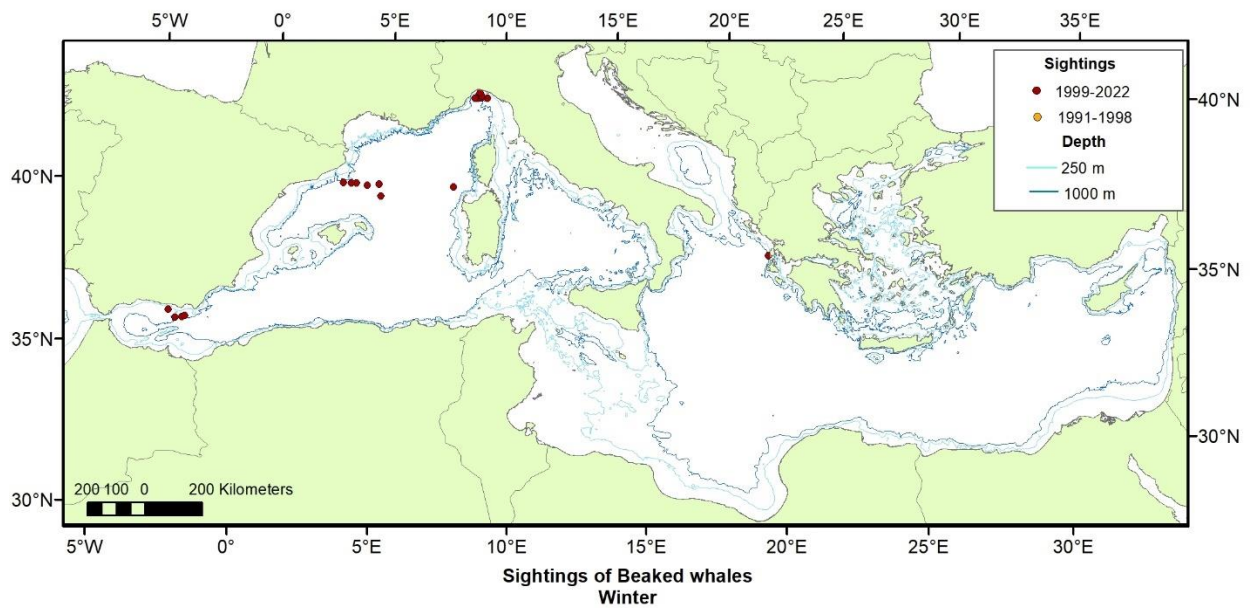 5°W 0° 5°E 10°E 15°E 20°E 25°E 30°E 35°E
Sightings
1999-2022
1991-1998
Depth
250 m
1000 m
40°N 40°N
35°N 35°N
30°N 30°N
200 100 0 200 Kilometers
5°W 0° 5°E 10°E 15°E 20°E 25°E 30°E
Sightings of Beaked whales
Winter